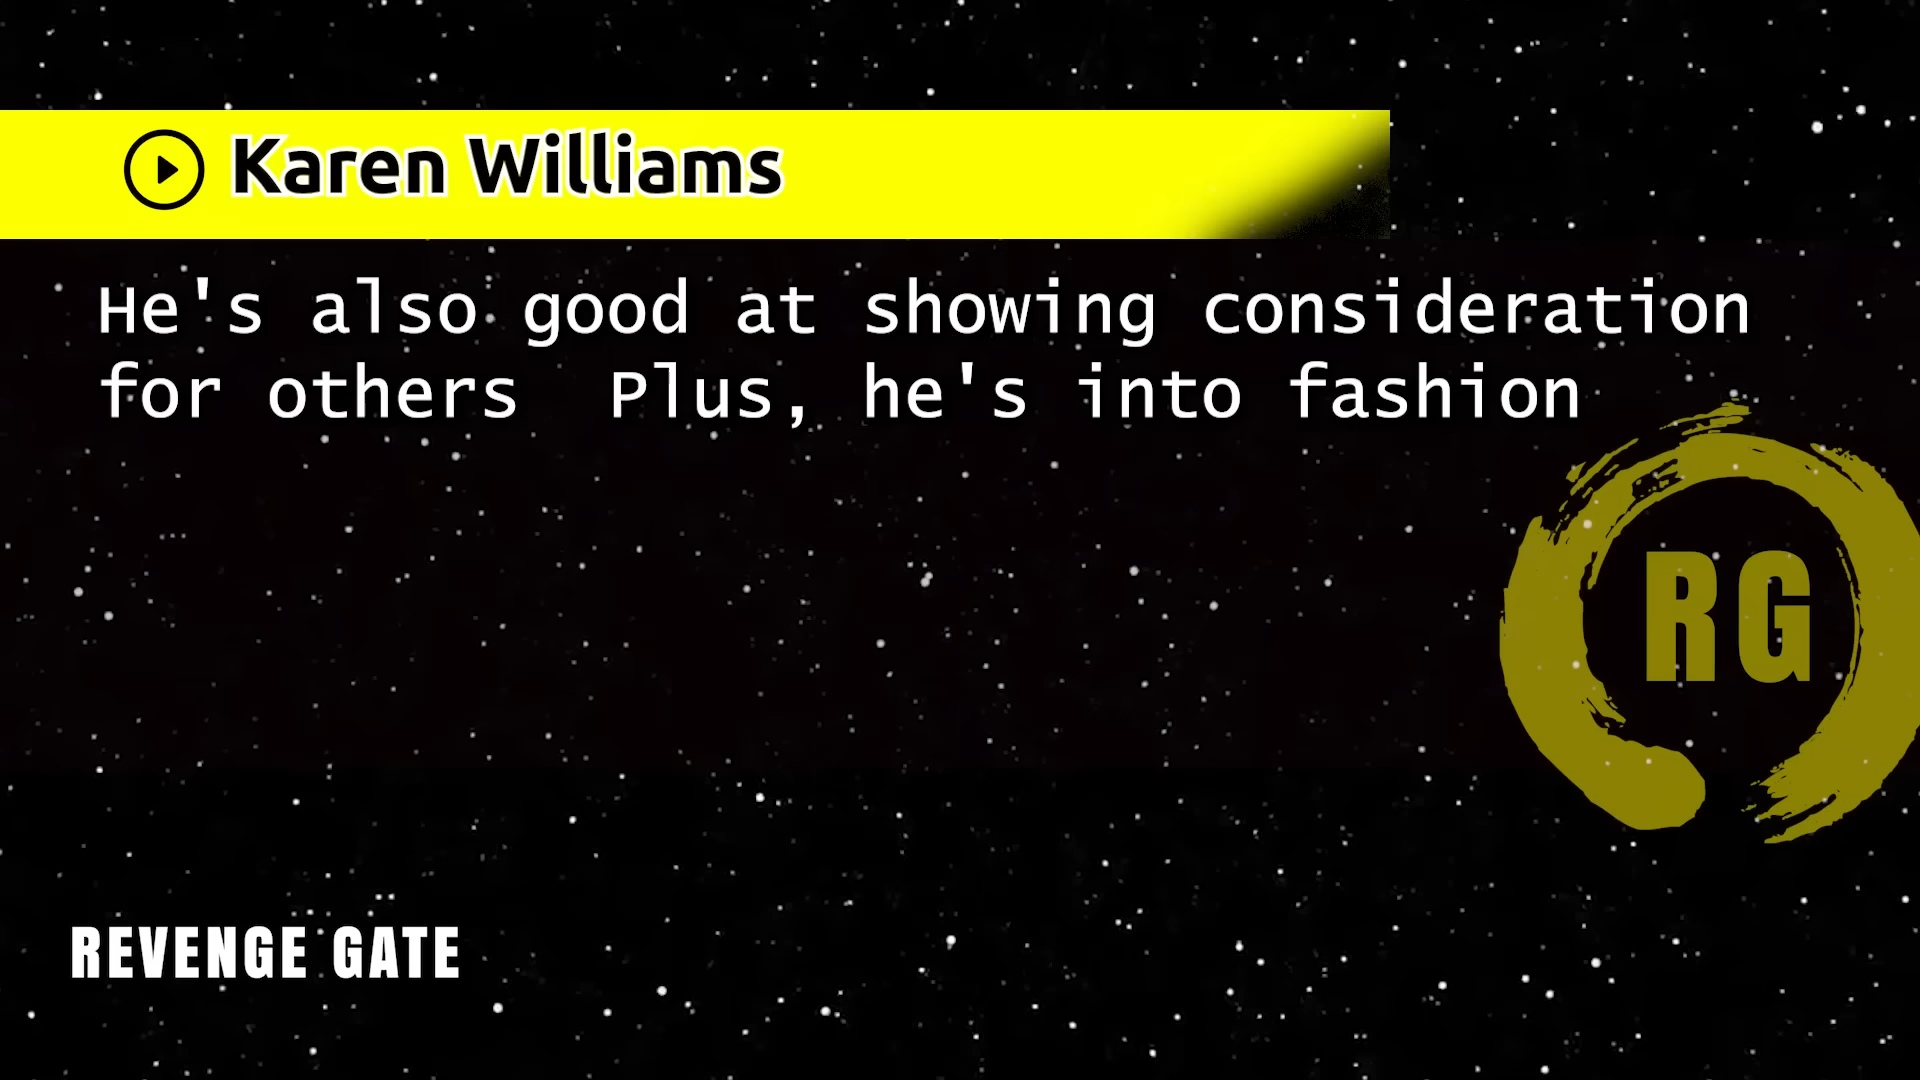 Karen Williams
He's also good at showing consideration
for others  Plus, he's into fashion
RG
REVENGE GATE